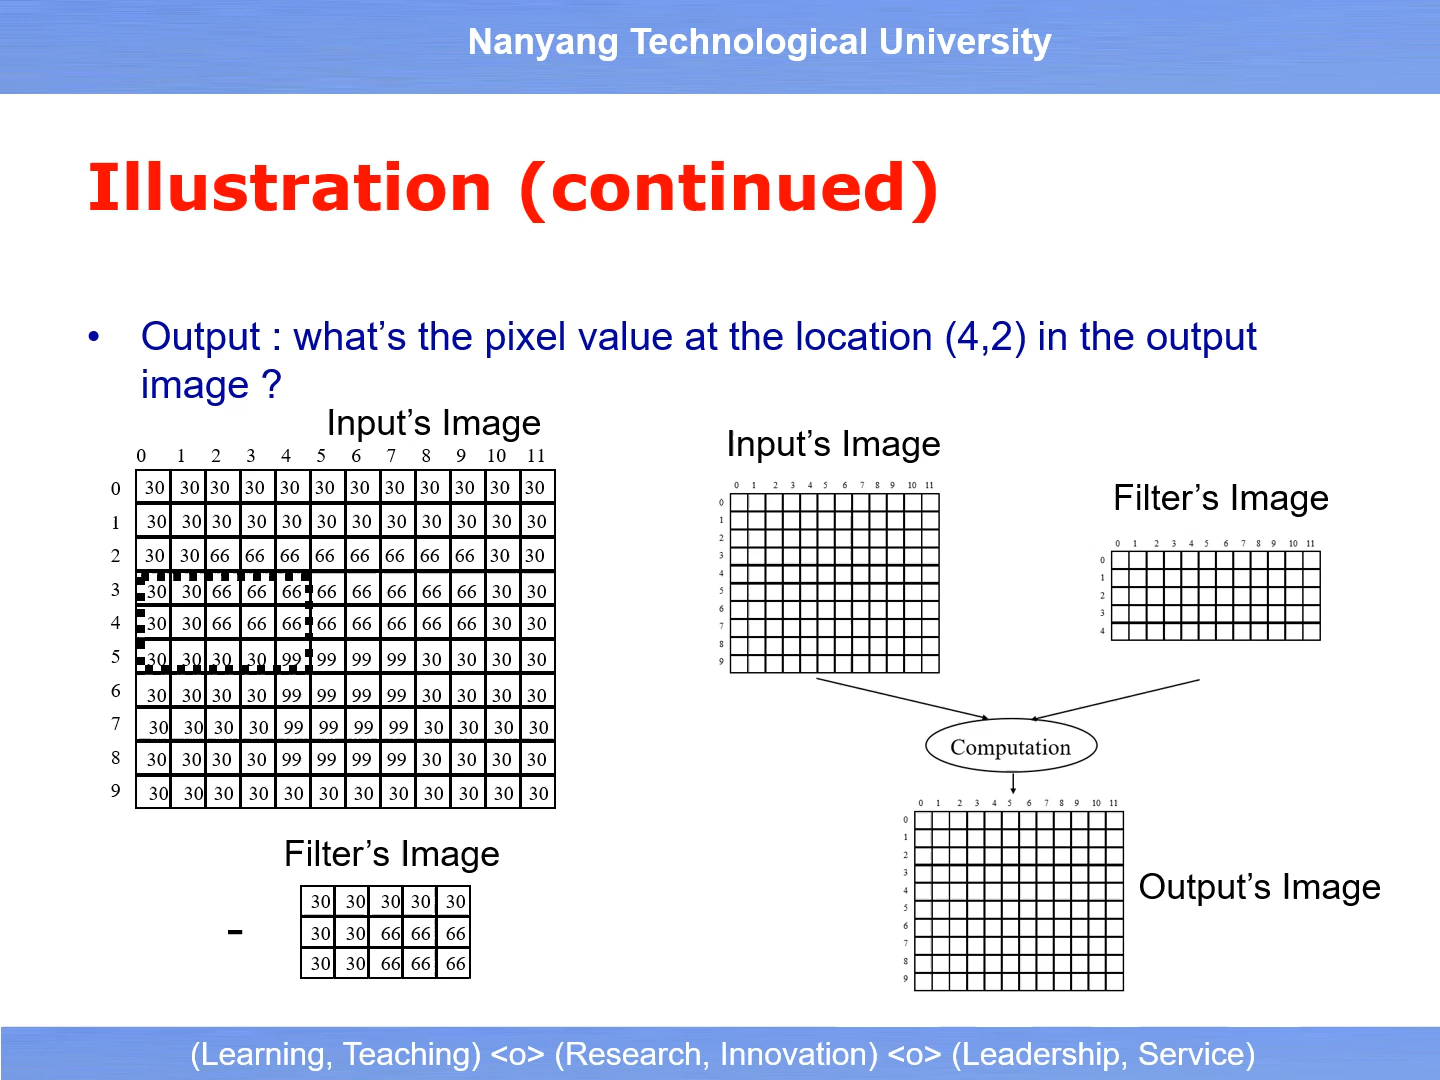 Nanyang Technological University
Illustration (continued)
• Output : what's the pixel value at the location (4,2) in the output
image ?
Input's Image
0 1 2 3 4 5 6 7 8 9 10 11
0 30 30 30 30 30 30 30 30 30 30 30 30
1 30 30 30 30 30 30 30 30 30 30 30 30
2 30 30 66 66 66 66 66 66 66 66 30 30
3 30 30 66 66 66 66 66 66 66 66 30 30
4 30 30 66 66 66 66 66 66 66 66 30 30
5 30 30 30 30 99 99 99 99 30 30 30 30
6 30 30 30 30 99 99 99 99 30 30 30 30
7 30 30 30 30 99 99 99 99 30 30 30 30
8 30 30 30 30 99 99 99 99 30 30 30 30
9 30 30 30 30 30 30 30 30 30 30 30 30
Filter's Image
30 30 30 30 30
- 30 30 66 66 66
30 30 66 66 66
Input's Image
0 1 2 3 4 5 6 7 8 9 10 11
0
1
2
3
4
5
6
7
8
9
Filter's Image
0 1 2 3 4 5 6 7 8 9 10 11
0
1
2
3
4
Computation
0 1 2 3 4 5 6 7 8 9 10 11
0
1
2
3
4
5
6
7
8
9
Output's Image
(Learning, Teaching) <o> (Research, Innovation) <o> (Leadership, Service)